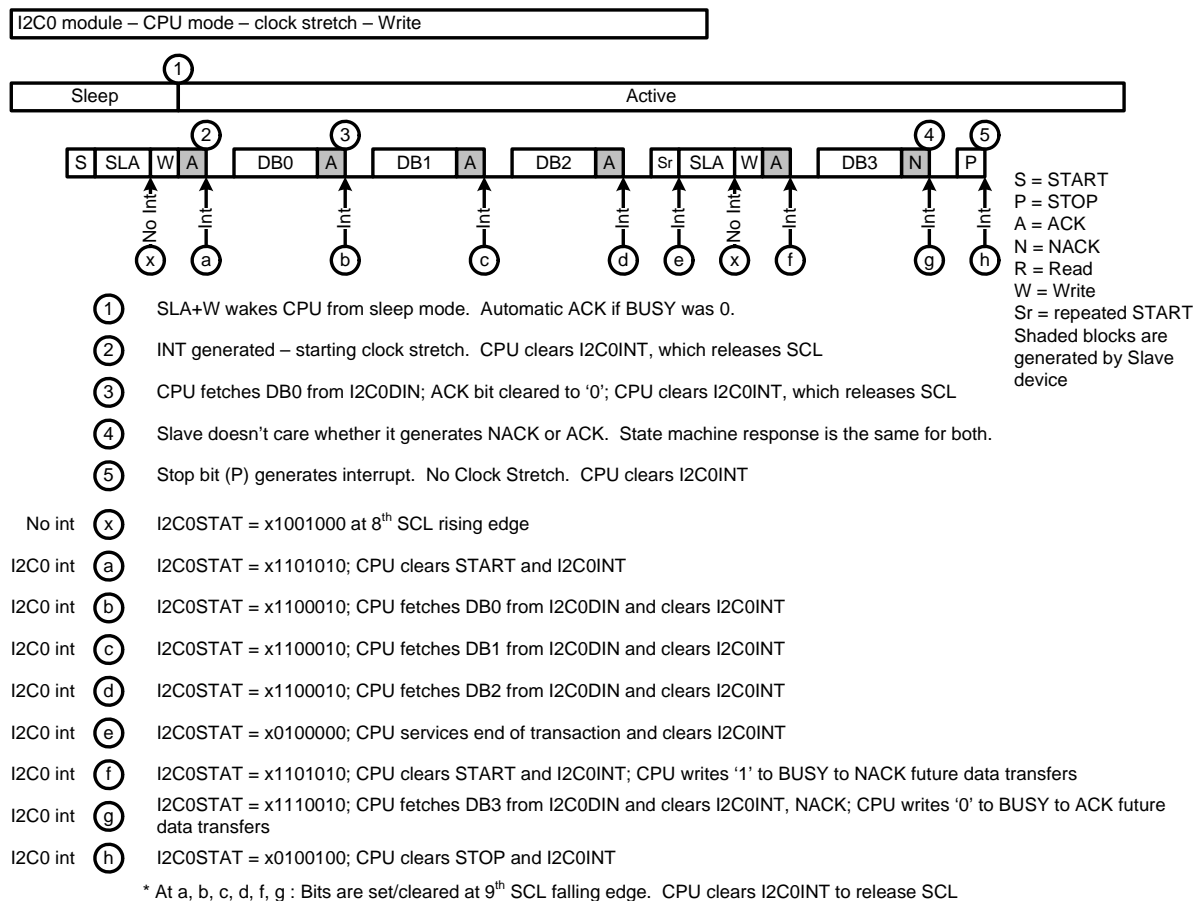 I2C0 module – CPU mode – clock stretch – Write
1
Sleep Active
2 3 4 5
S SLA W A DB0 A DB1 A DB2 A Sr SLA W A DB3 N P
No Int Int Int Int Int Int No Int Int Int Int
x a b c d e x f g h
S = START
P = STOP
A = ACK
N = NACK
R = Read
W = Write
Sr = repeated START
Shaded blocks are
generated by Slave
device
1 SLA+W wakes CPU from sleep mode. Automatic ACK if BUSY was 0.
2 INT generated – starting clock stretch. CPU clears I2C0INT, which releases SCL
3 CPU fetches DB0 from I2C0DIN; ACK bit cleared to ‘0’; CPU clears I2C0INT, which releases SCL
4 Slave doesn’t care whether it generates NACK or ACK. State machine response is the same for both.
5 Stop bit (P) generates interrupt. No Clock Stretch. CPU clears I2C0INT
No int x I2C0STAT = x1001000 at 8th SCL rising edge
I2C0 int a I2C0STAT = x1101010; CPU clears START and I2C0INT
I2C0 int b I2C0STAT = x1100010; CPU fetches DB0 from I2C0DIN and clears I2C0INT
I2C0 int c I2C0STAT = x1100010; CPU fetches DB1 from I2C0DIN and clears I2C0INT
I2C0 int d I2C0STAT = x1100010; CPU fetches DB2 from I2C0DIN and clears I2C0INT
I2C0 int e I2C0STAT = x0100000; CPU services end of transaction and clears I2C0INT
I2C0 int f I2C0STAT = x1101010; CPU clears START and I2C0INT; CPU writes ‘1’ to BUSY to NACK future data transfers
I2C0 int g I2C0STAT = x1110010; CPU fetches DB3 from I2C0DIN and clears I2C0INT, NACK; CPU writes ‘0’ to BUSY to ACK future
data transfers
I2C0 int h I2C0STAT = x0100100; CPU clears STOP and I2C0INT
* At a, b, c, d, f, g : Bits are set/cleared at 9th SCL falling edge. CPU clears I2C0INT to release SCL